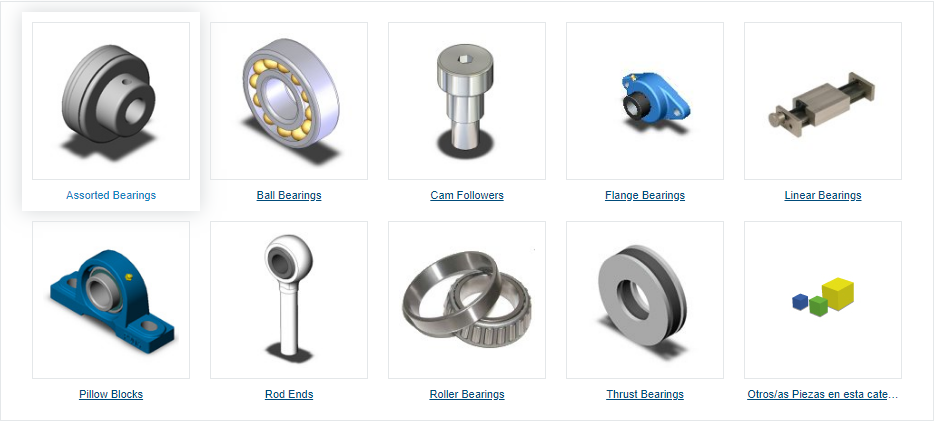 Assorted Bearings
Ball Bearings
Cam Followers
Flange Bearings
Linear Bearings
Pillow Blocks
Rod Ends
Roller Bearings
Thrust Bearings
Otros/as Piezas en esta cate...